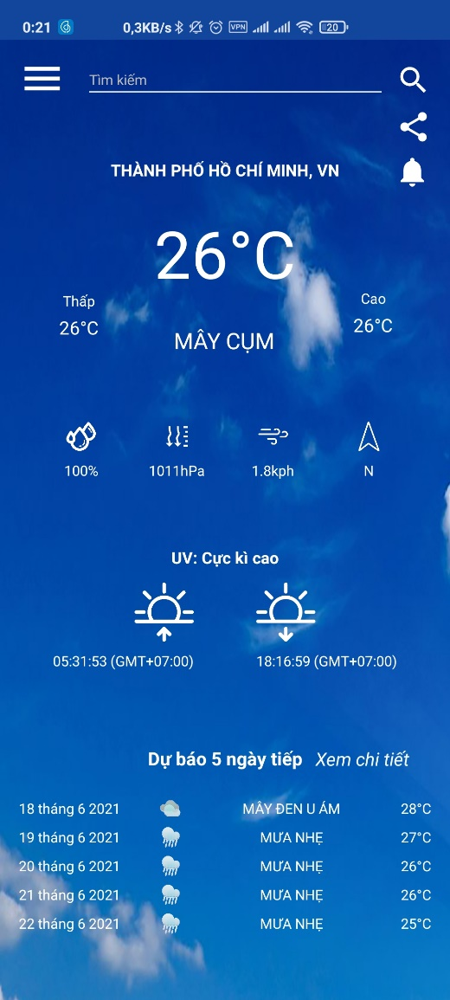 0:21 0,3KB/s VPN 20
Tìm kiếm
THÀNH PHỐ HỒ CHÍ MINH, VN
26°C
Thấp Cao
26°C 26°C
MÂY CỤM
100% 1011hPa 1.8kph N
UV: Cực kì cao
05:31:53 (GMT+07:00) 18:16:59 (GMT+07:00)
Dự báo 5 ngày tiếp Xem chi tiết
18 tháng 6 2021 MÂY ĐEN U ÁM 28°C
19 tháng 6 2021 MƯA NHẸ 27°C
20 tháng 6 2021 MƯA NHẸ 26°C
21 tháng 6 2021 MƯA NHẸ 26°C
22 tháng 6 2021 MƯA NHẸ 25°C